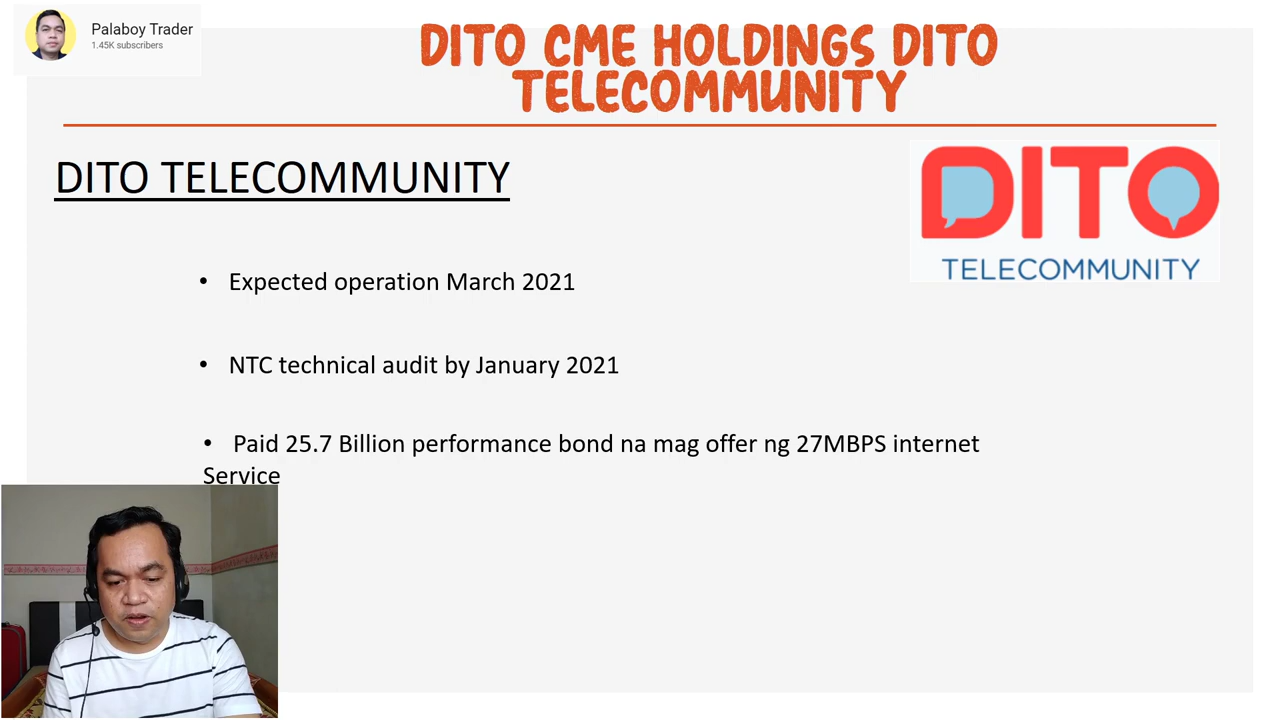 Palaboy Trader
1.45K subscribers
DITO CME HOLDINGS DITO
TELECOMMUNITY
DITO TELECOMMUNITY
DITO
TELECOMMUNITY
• Expected operation March 2021
• NTC technical audit by January 2021
• Paid 25.7 Billion performance bond na mag offer ng 27MBPS internet
Service